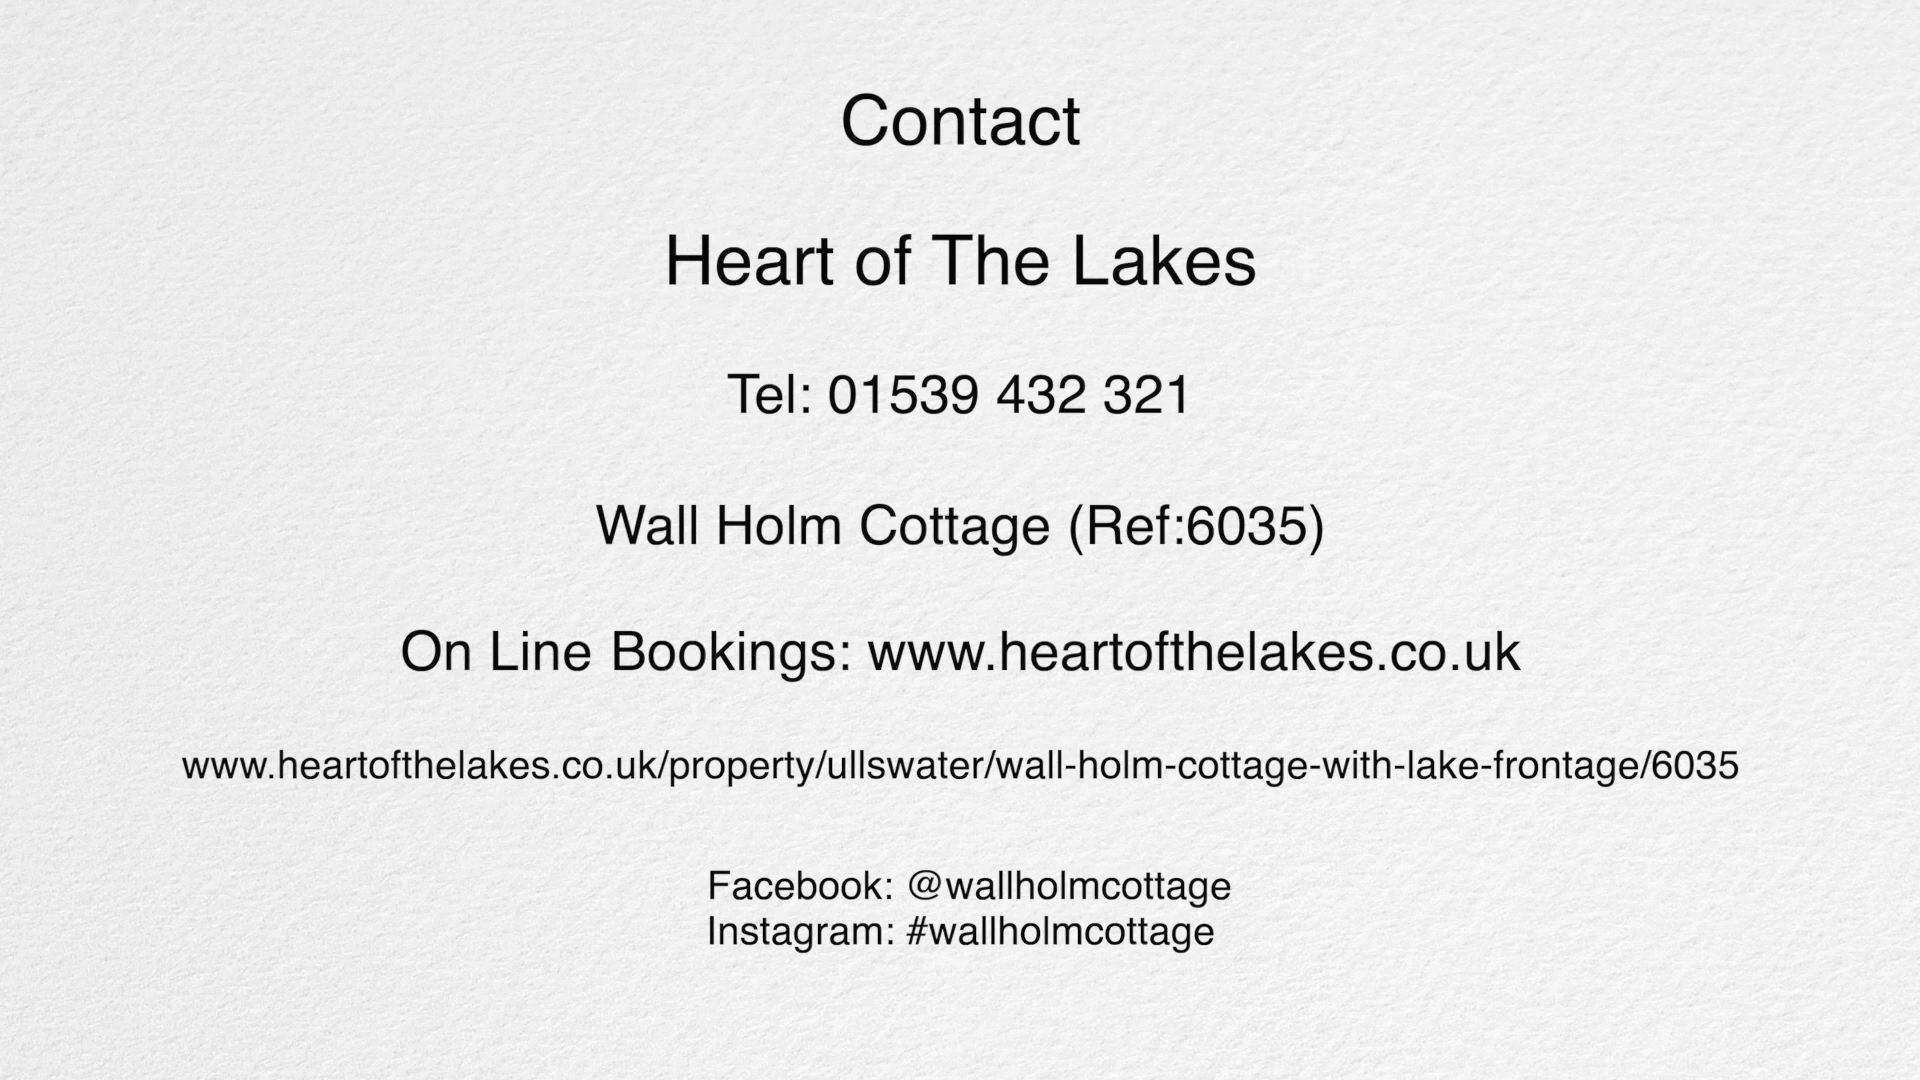 Contact
Heart of The Lakes
Tel: 01539 432 321
Wall Holm Cottage (Ref:6035)
On Line Bookings: www.heartofthelakes.co.uk
www.heartofthelakes.co.uk/property/ullswater/wall-holm-cottage-with-lake-frontage/6035
Facebook: @wallholmcottage
Instagram: #wallholmcottage